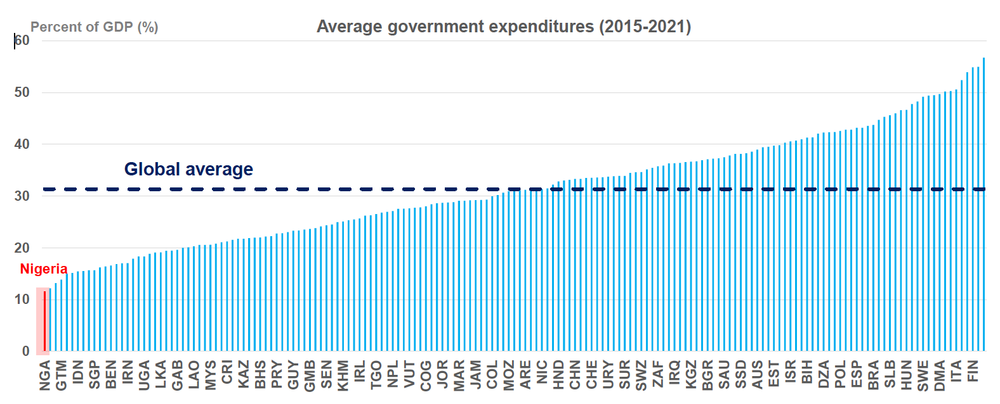 Percent of GDP (%)
Average government expenditures (2015-2021)
60
50
40
Global average
30
20
Nigeria
10
0
NGA
GTM
IDN
SGP
BEN
IRN
UGA
LKA
GAB
LAO
MYS
CRI
KAZ
BHS
PRY
GUY
GMB
SEN
KHM
IRL
TGO
NPL
VUT
COG
JOR
MAR
JAM
COL
MOZ
ARE
NIC
HND
CHN
CHE
URY
SUR
SWZ
ZAF
IRQ
KGZ
BGR
SAU
SSD
AUS
EST
ISR
BIH
DZA
POL
ESP
BRA
SLB
HUN
SWE
DMA
ITA
FIN